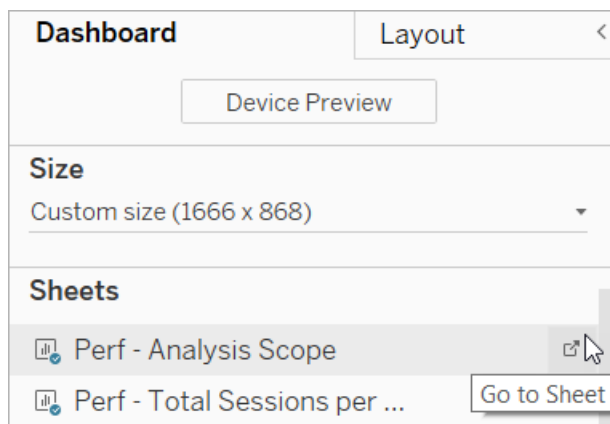 Dashboard Layout
Device Preview
Size
Custom size (1666 x 868)
Sheets
Perf - Analysis Scope
Perf - Total Sessions per ...
Go to Sheet